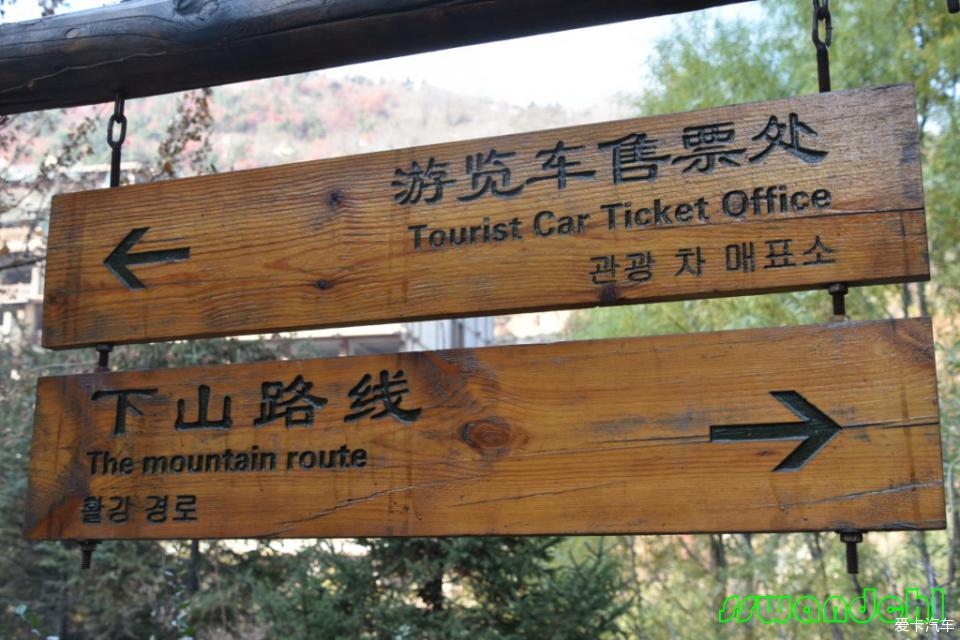 游览车售票处
Tourist Car Ticket Office
관광 차 매표소
下山路线
The mountain route
활강 경로
sswandchl
爱卡汽车